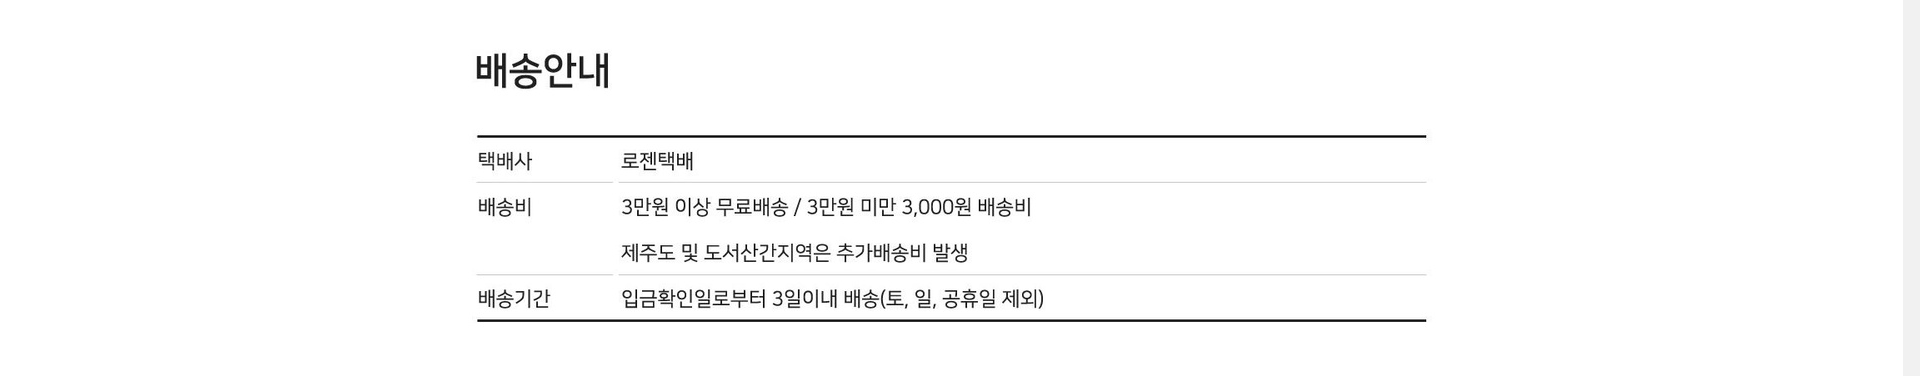 배송안내
택배사 로젠택배
배송비 3만원 이상 무료배송 / 3만원 미만 3,000원 배송비
제주도 및 도서산간지역은 추가배송비 발생
배송기간 입금확인일로부터 3일이내 배송(토, 일, 공휴일 제외)